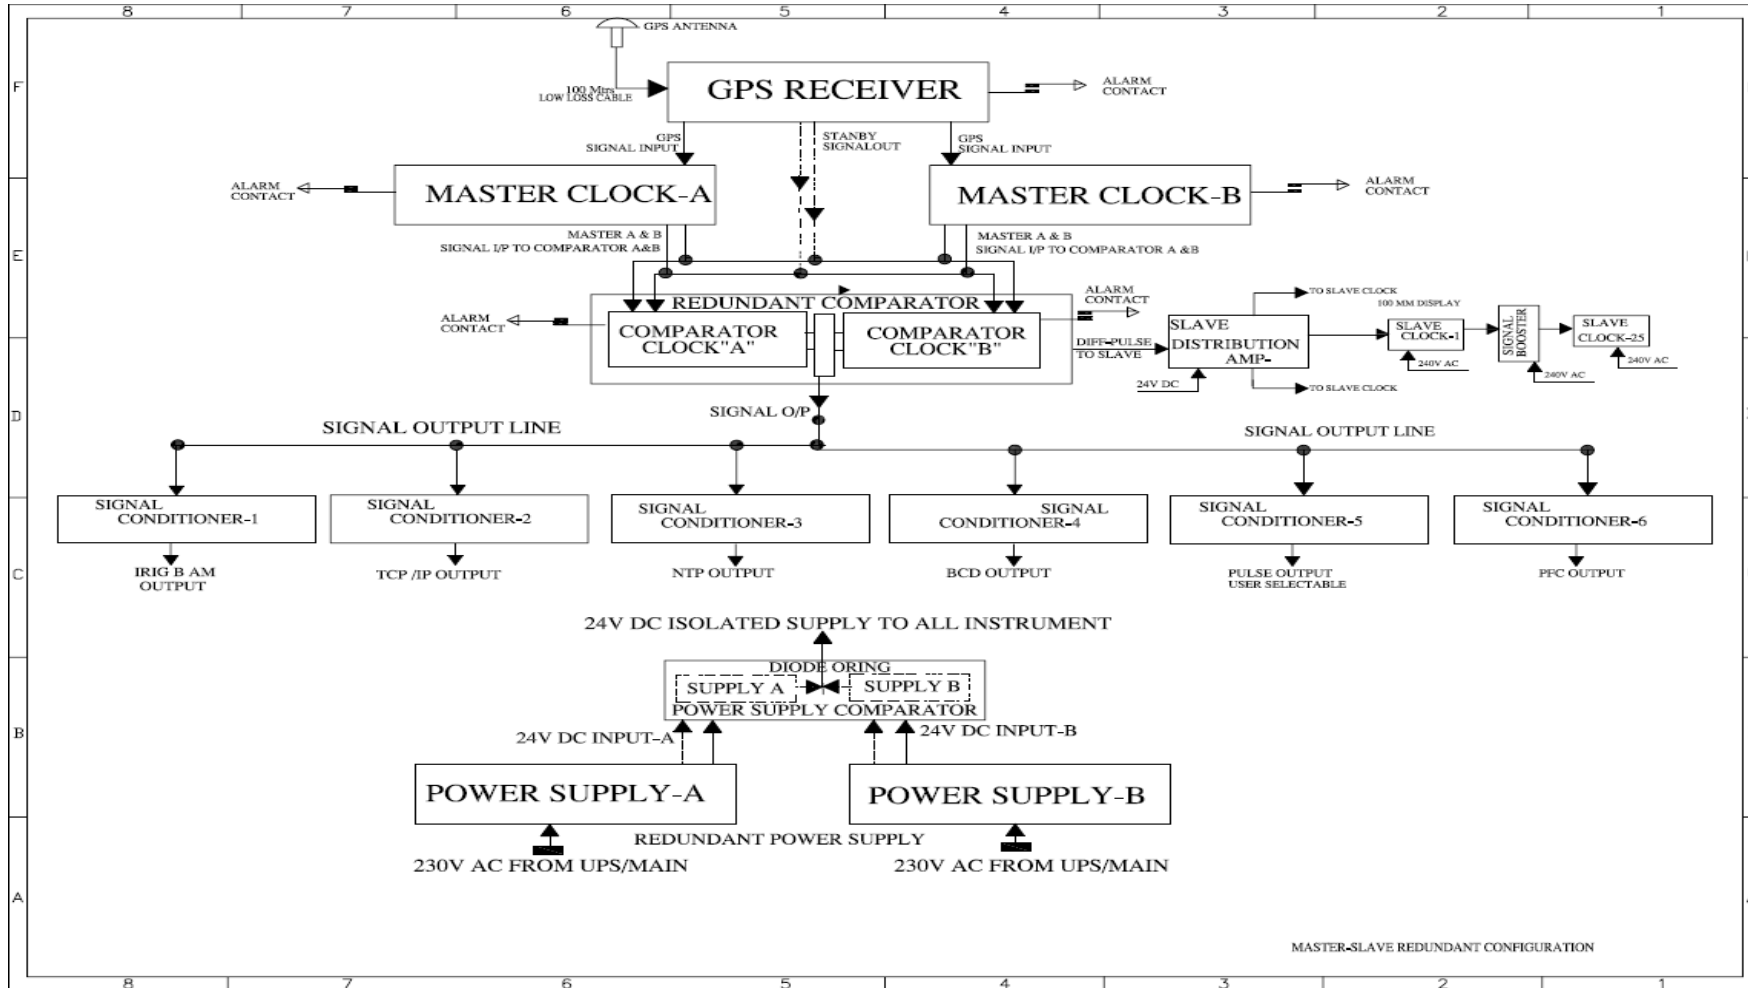 8 7 6 5 4 3 2 1
GPS ANTENNA
F
GPS RECEIVER
ALARM
CONTACT
100 Mtrs
LOW LOSS CABLE
GPS
SIGNAL INPUT
STANBY
SIGNALOUT
GPS
SIGNAL INPUT
ALARM
CONTACT
MASTER CLOCK-A
MASTER CLOCK-B
ALARM
CONTACT
MASTER A & B
SIGNAL I/P TO COMPARATOR A&B
MASTER A & B
SIGNAL I/P TO COMPARATOR A &B
E
REDUNDANT COMPARATOR
ALARM
CONTACT
ALARM
CONTACT
COMPARATOR
CLOCK"A"
COMPARATOR
CLOCK"B"
DIFF-PULSE
TO SLAVE
SLAVE
DISTRIBUTION
AMP-
24V DC
TO SLAVE CLOCK
TO SLAVE CLOCK
100 MM DISPLAY
SLAVE
CLOCK-1
240V AC
SIGNAL
BOOSTER
240V AC
SLAVE
CLOCK-25
240V AC
D
SIGNAL O/P
SIGNAL OUTPUT LINE
SIGNAL OUTPUT LINE
SIGNAL
CONDITIONER-1
SIGNAL
CONDITIONER-2
SIGNAL
CONDITIONER-3
SIGNAL
CONDITIONER-4
SIGNAL
CONDITIONER-5
SIGNAL
CONDITIONER-6
C
IRIG B AM
OUTPUT
TCP /IP OUTPUT
NTP OUTPUT
BCD OUTPUT
PULSE OUTPUT
USER SELECTABLE
PFC OUTPUT
24V DC ISOLATED SUPPLY TO ALL INSTRUMENT
DIODE ORING
SUPPLY A
SUPPLY B
POWER SUPPLY COMPARATOR
B
24V DC INPUT-A
24V DC INPUT-B
POWER SUPPLY-A
POWER SUPPLY-B
REDUNDANT POWER SUPPLY
230V AC FROM UPS/MAIN
230V AC FROM UPS/MAIN
A
MASTER-SLAVE REDUNDANT CONFIGURATION
8 7 6 5 4 3 2 1